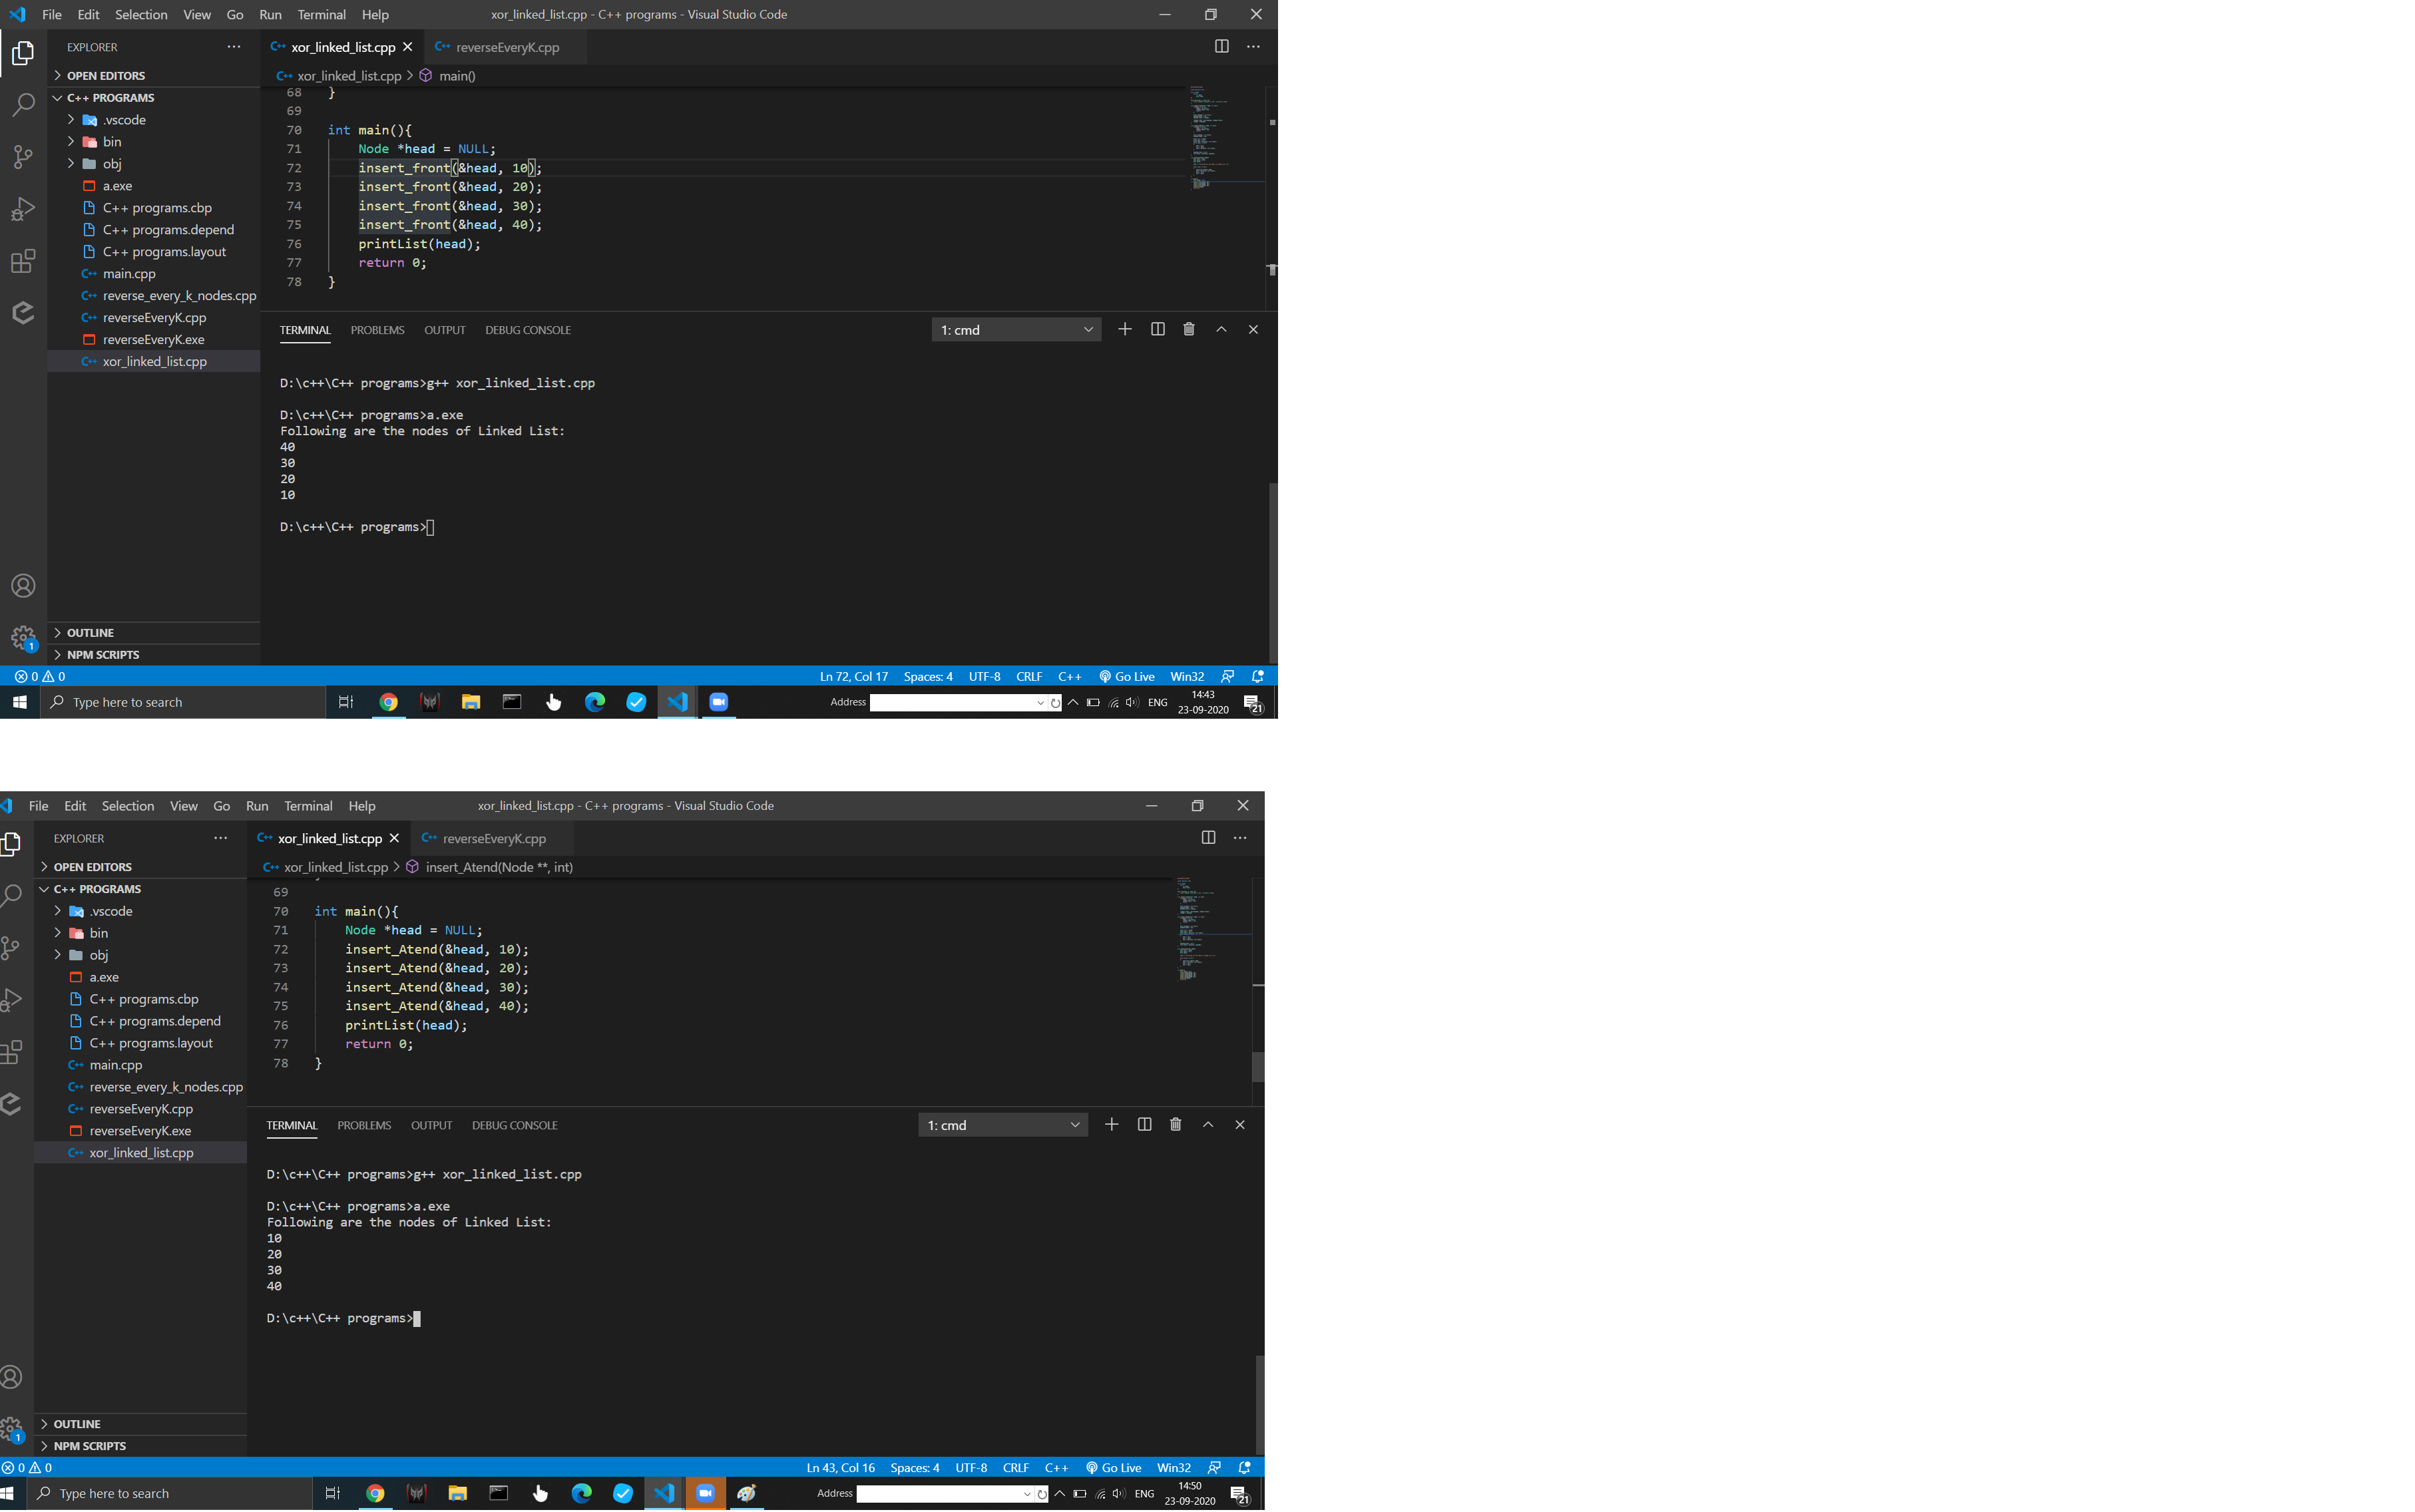 File Edit Selection View Go Run Terminal Help xor_linked_list.cpp - C++ programs - Visual Studio Code
EXPLORER
xor_linked_list.cpp reverseEveryK.cpp
OPEN EDITORS
xor_linked_list.cpp > main()
C++ PROGRAMS
.vscode
bin
obj
a.exe
C++ programs.cbp
C++ programs.depend
C++ programs.layout
main.cpp
reverse_every_k_nodes.cpp
reverseEveryK.cpp
reverseEveryK.exe
xor_linked_list.cpp
OUTLINE
NPM SCRIPTS
68 }
69
70 int main(){
71 Node *head = NULL;
72 insert_front(&head, 10);
73 insert_front(&head, 20);
74 insert_front(&head, 30);
75 insert_front(&head, 40);
76 printList(head);
77 return 0;
78 }
TERMINAL PROBLEMS OUTPUT DEBUG CONSOLE 1: cmd
D:\c++\C++ programs>g++ xor_linked_list.cpp
D:\c++\C++ programs>a.exe
Following are the nodes of Linked List:
40
30
20
10
D:\c++\C++ programs>
1
0 0 Ln 72, Col 17 Spaces: 4 UTF-8 CRLF C++ Go Live Win32
Type here to search Address ENG 14:43
23-09-2020 21
File Edit Selection View Go Run Terminal Help xor_linked_list.cpp - C++ programs - Visual Studio Code
EXPLORER
xor_linked_list.cpp reverseEveryK.cpp
OPEN EDITORS
xor_linked_list.cpp > insert_Atend(Node **, int)
C++ PROGRAMS
.vscode
bin
obj
a.exe
C++ programs.cbp
C++ programs.depend
C++ programs.layout
main.cpp
reverse_every_k_nodes.cpp
reverseEveryK.cpp
reverseEveryK.exe
xor_linked_list.cpp
OUTLINE
NPM SCRIPTS
69
70 int main(){
71 Node *head = NULL;
72 insert_Atend(&head, 10);
73 insert_Atend(&head, 20);
74 insert_Atend(&head, 30);
75 insert_Atend(&head, 40);
76 printList(head);
77 return 0;
78 }
TERMINAL PROBLEMS OUTPUT DEBUG CONSOLE 1: cmd
D:\c++\C++ programs>g++ xor_linked_list.cpp
D:\c++\C++ programs>a.exe
Following are the nodes of Linked List:
10
20
30
40
D:\c++\C++ programs>
1
0 0 Ln 43, Col 16 Spaces: 4 UTF-8 CRLF C++ Go Live Win32
Type here to search Address ENG 14:50
23-09-2020 21